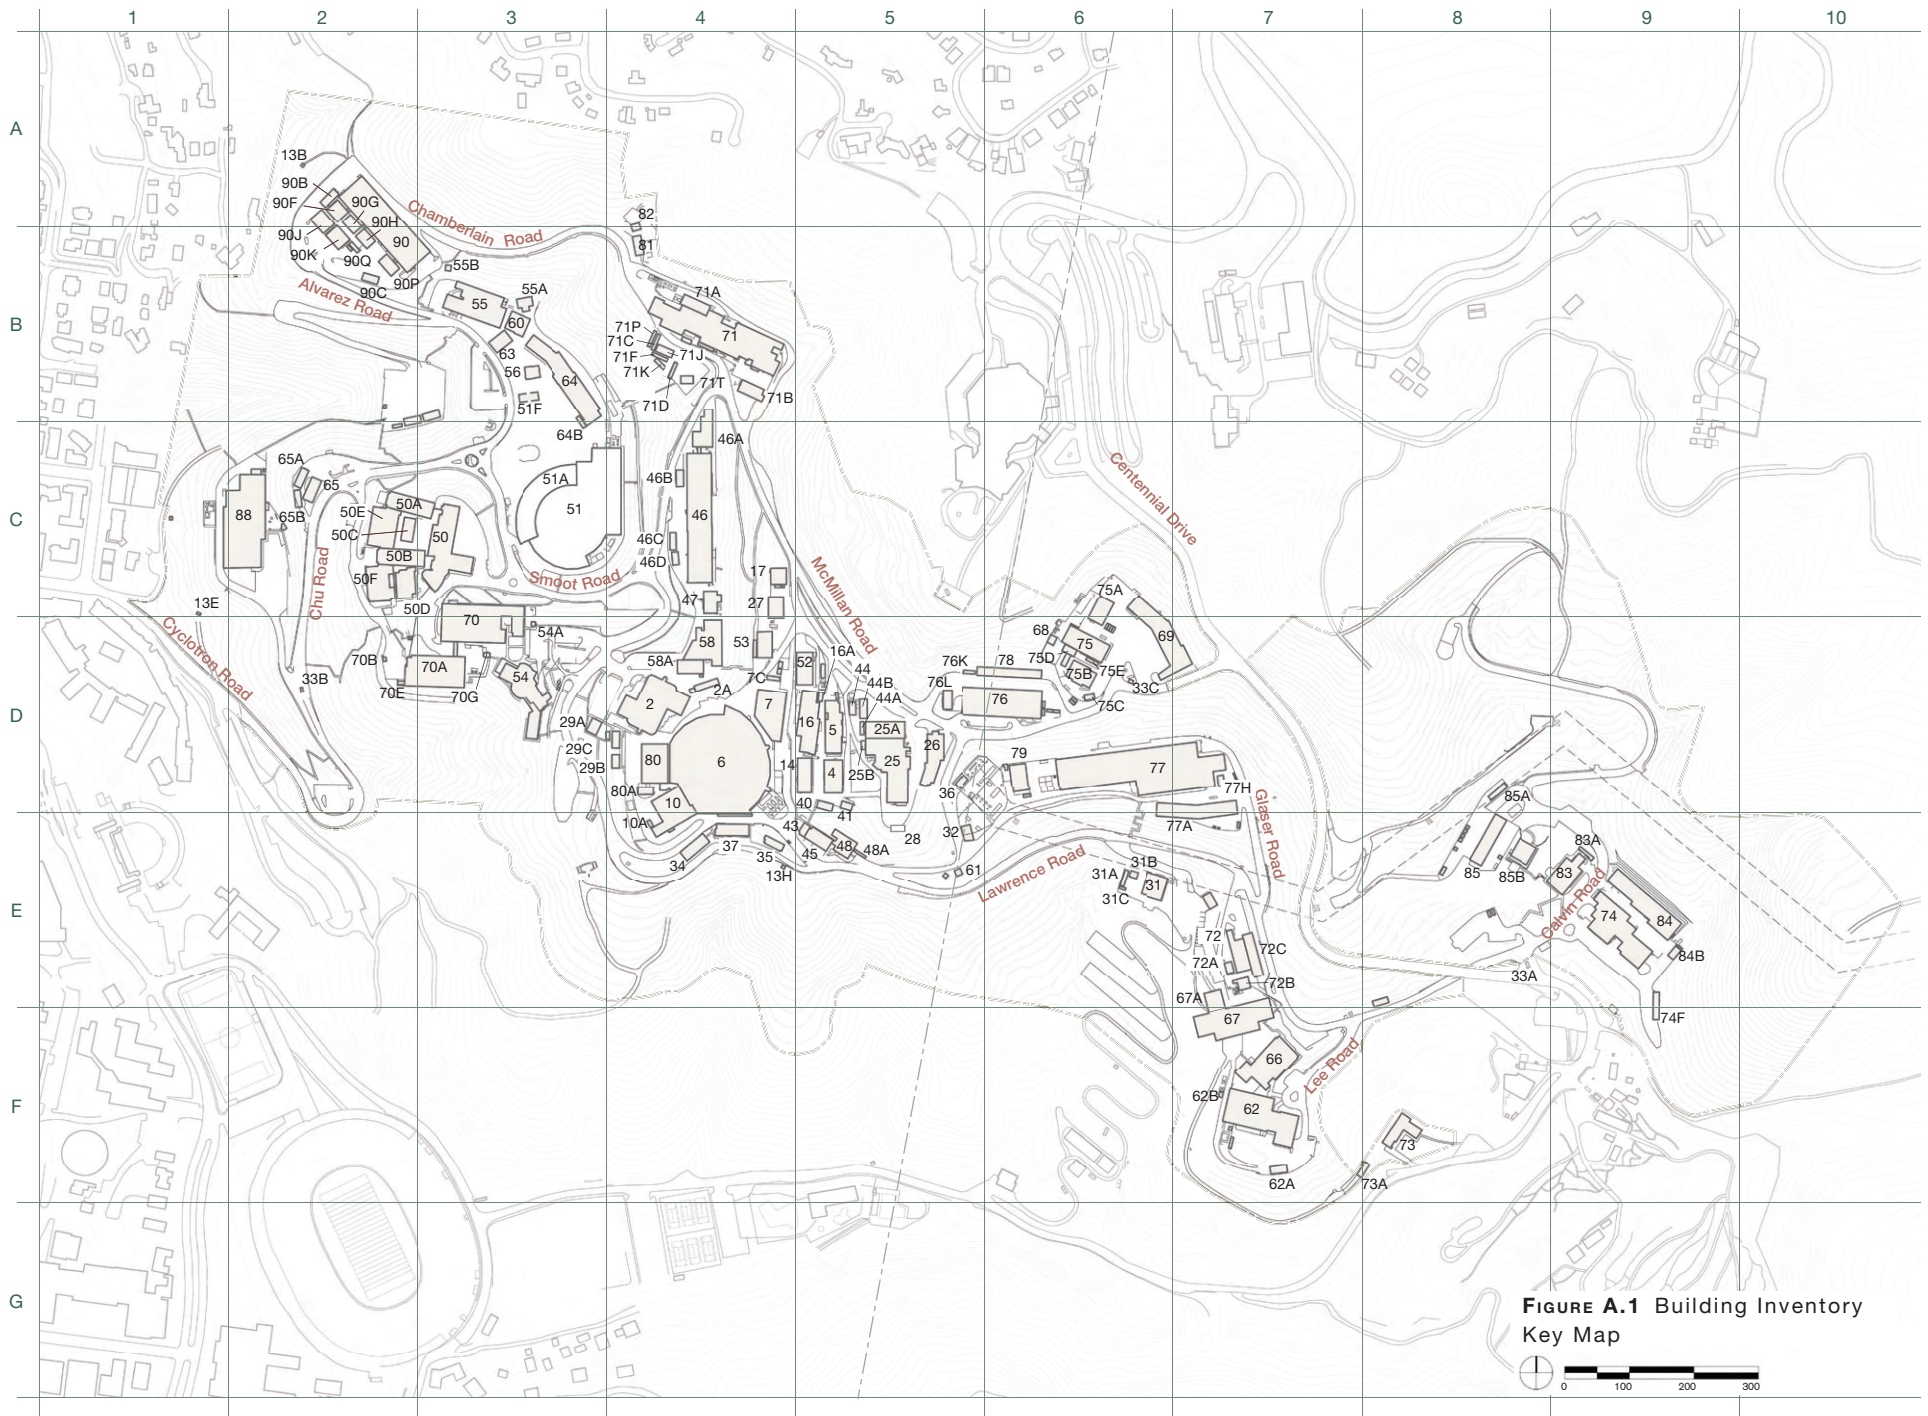 1 2 3 4 5 6 7 8 9 10
A
13B
90B
90F
90G
90H
90J
90K
90Q
90
90P
90C
Chamberlain Road
Alvarez Road
82
81
B
55B
55A
55
60
63
56
51F
64
64B
71A
71P
71C
71
71F
71J
71K
71T
71D
71B
C
65A
65
65B
88
50A
50E
50C
50
50B
50F
50D
51A
51
46A
46B
46
46C
46D
47
17
27
Smoot Road
Chu Road
McMillan Road
Centennial Drive
13E
Cyclotron Road
75A
69
68
75
75D
75B
75E
33C
75C
D
70
54A
70B
70A
70E
70G
33B
54
58
53
58A
52
16A
7C
2A
2
7
44
44B
44A
16
5
25A
25
25B
26
76K
78
76L
76
29A
29C
29B
80
6
14
4
80A
10
10A
40
41
79
77
77H
77A
36
Glaser Road
85A
E
43
37
34
35
45
48
48A
13H
28
32
61
Lawrence Road
31B
31A
31
31C
72
72C
72A
72B
67A
85
85B
83A
83
Calvin Road
74
84
84B
33A
74F
F
67
66
Lee Road
62B
62
62A
73
73A
G
FIGURE A.1 Building Inventory
Key Map
0 100 200 300